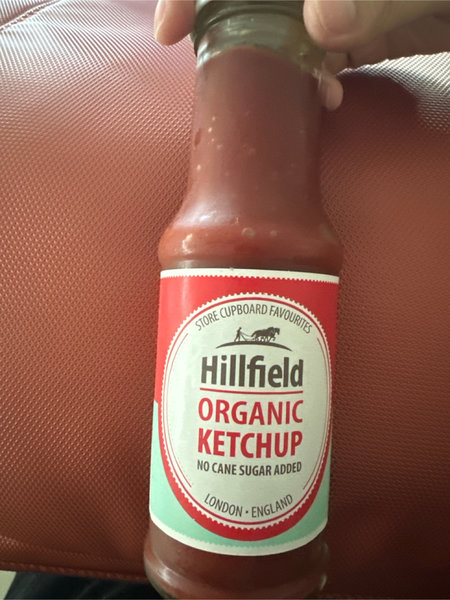 STORE CUPBOARD FAVOURITES
Hillfield
ORGANIC
KETCHUP
NO CANE SUGAR ADDED
LONDON • ENGLAND